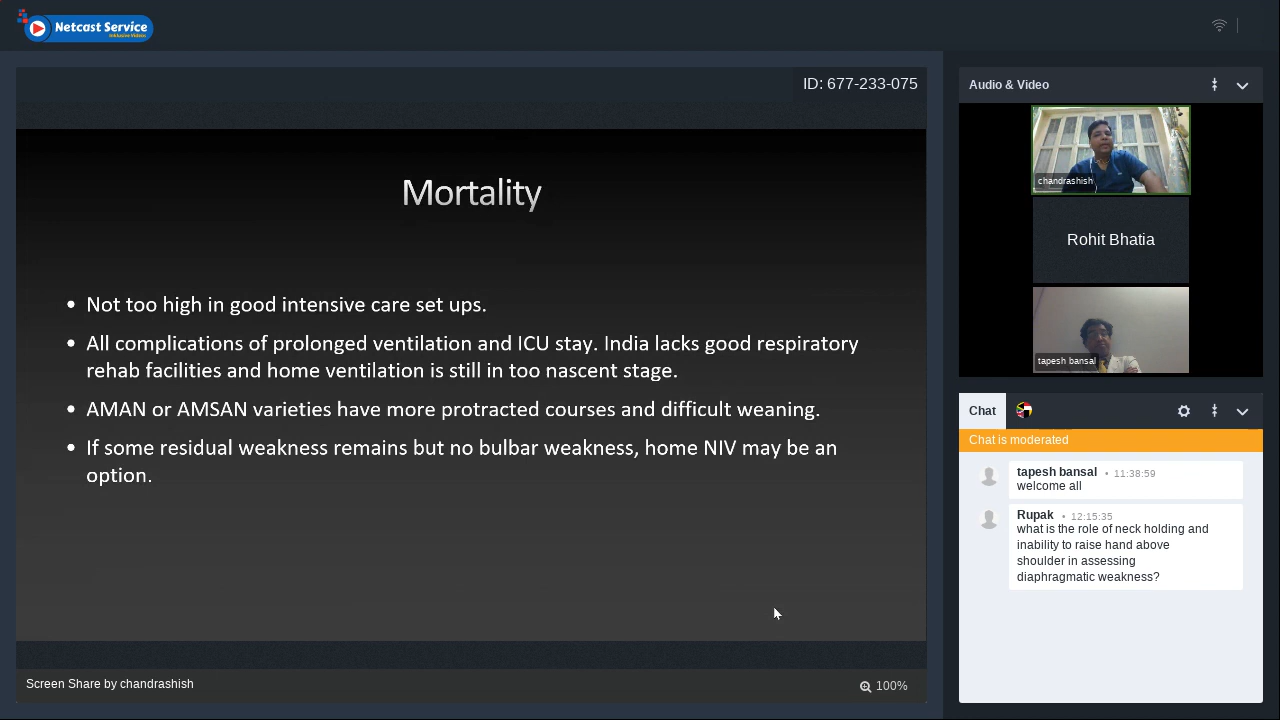 Netcast Service
ID: 677-233-075
Mortality
• Not too high in good intensive care set ups.
• All complications of prolonged ventilation and ICU stay. India lacks good respiratory
rehab facilities and home ventilation is still in too nascent stage.
• AMAN or AMSAN varieties have more protracted courses and difficult weaning.
• If some residual weakness remains but no bulbar weakness, home NIV may be an
option.
Screen Share by chandrashish
100%
Audio & Video
chandrashish
Rohit Bhatia
tapesh bansal
Chat
Chat is moderated
tapesh bansal • 11:38:59
welcome all
Rupak • 12:15:35
what is the role of neck holding and
inability to raise hand above
shoulder in assessing
diaphragmatic weakness?